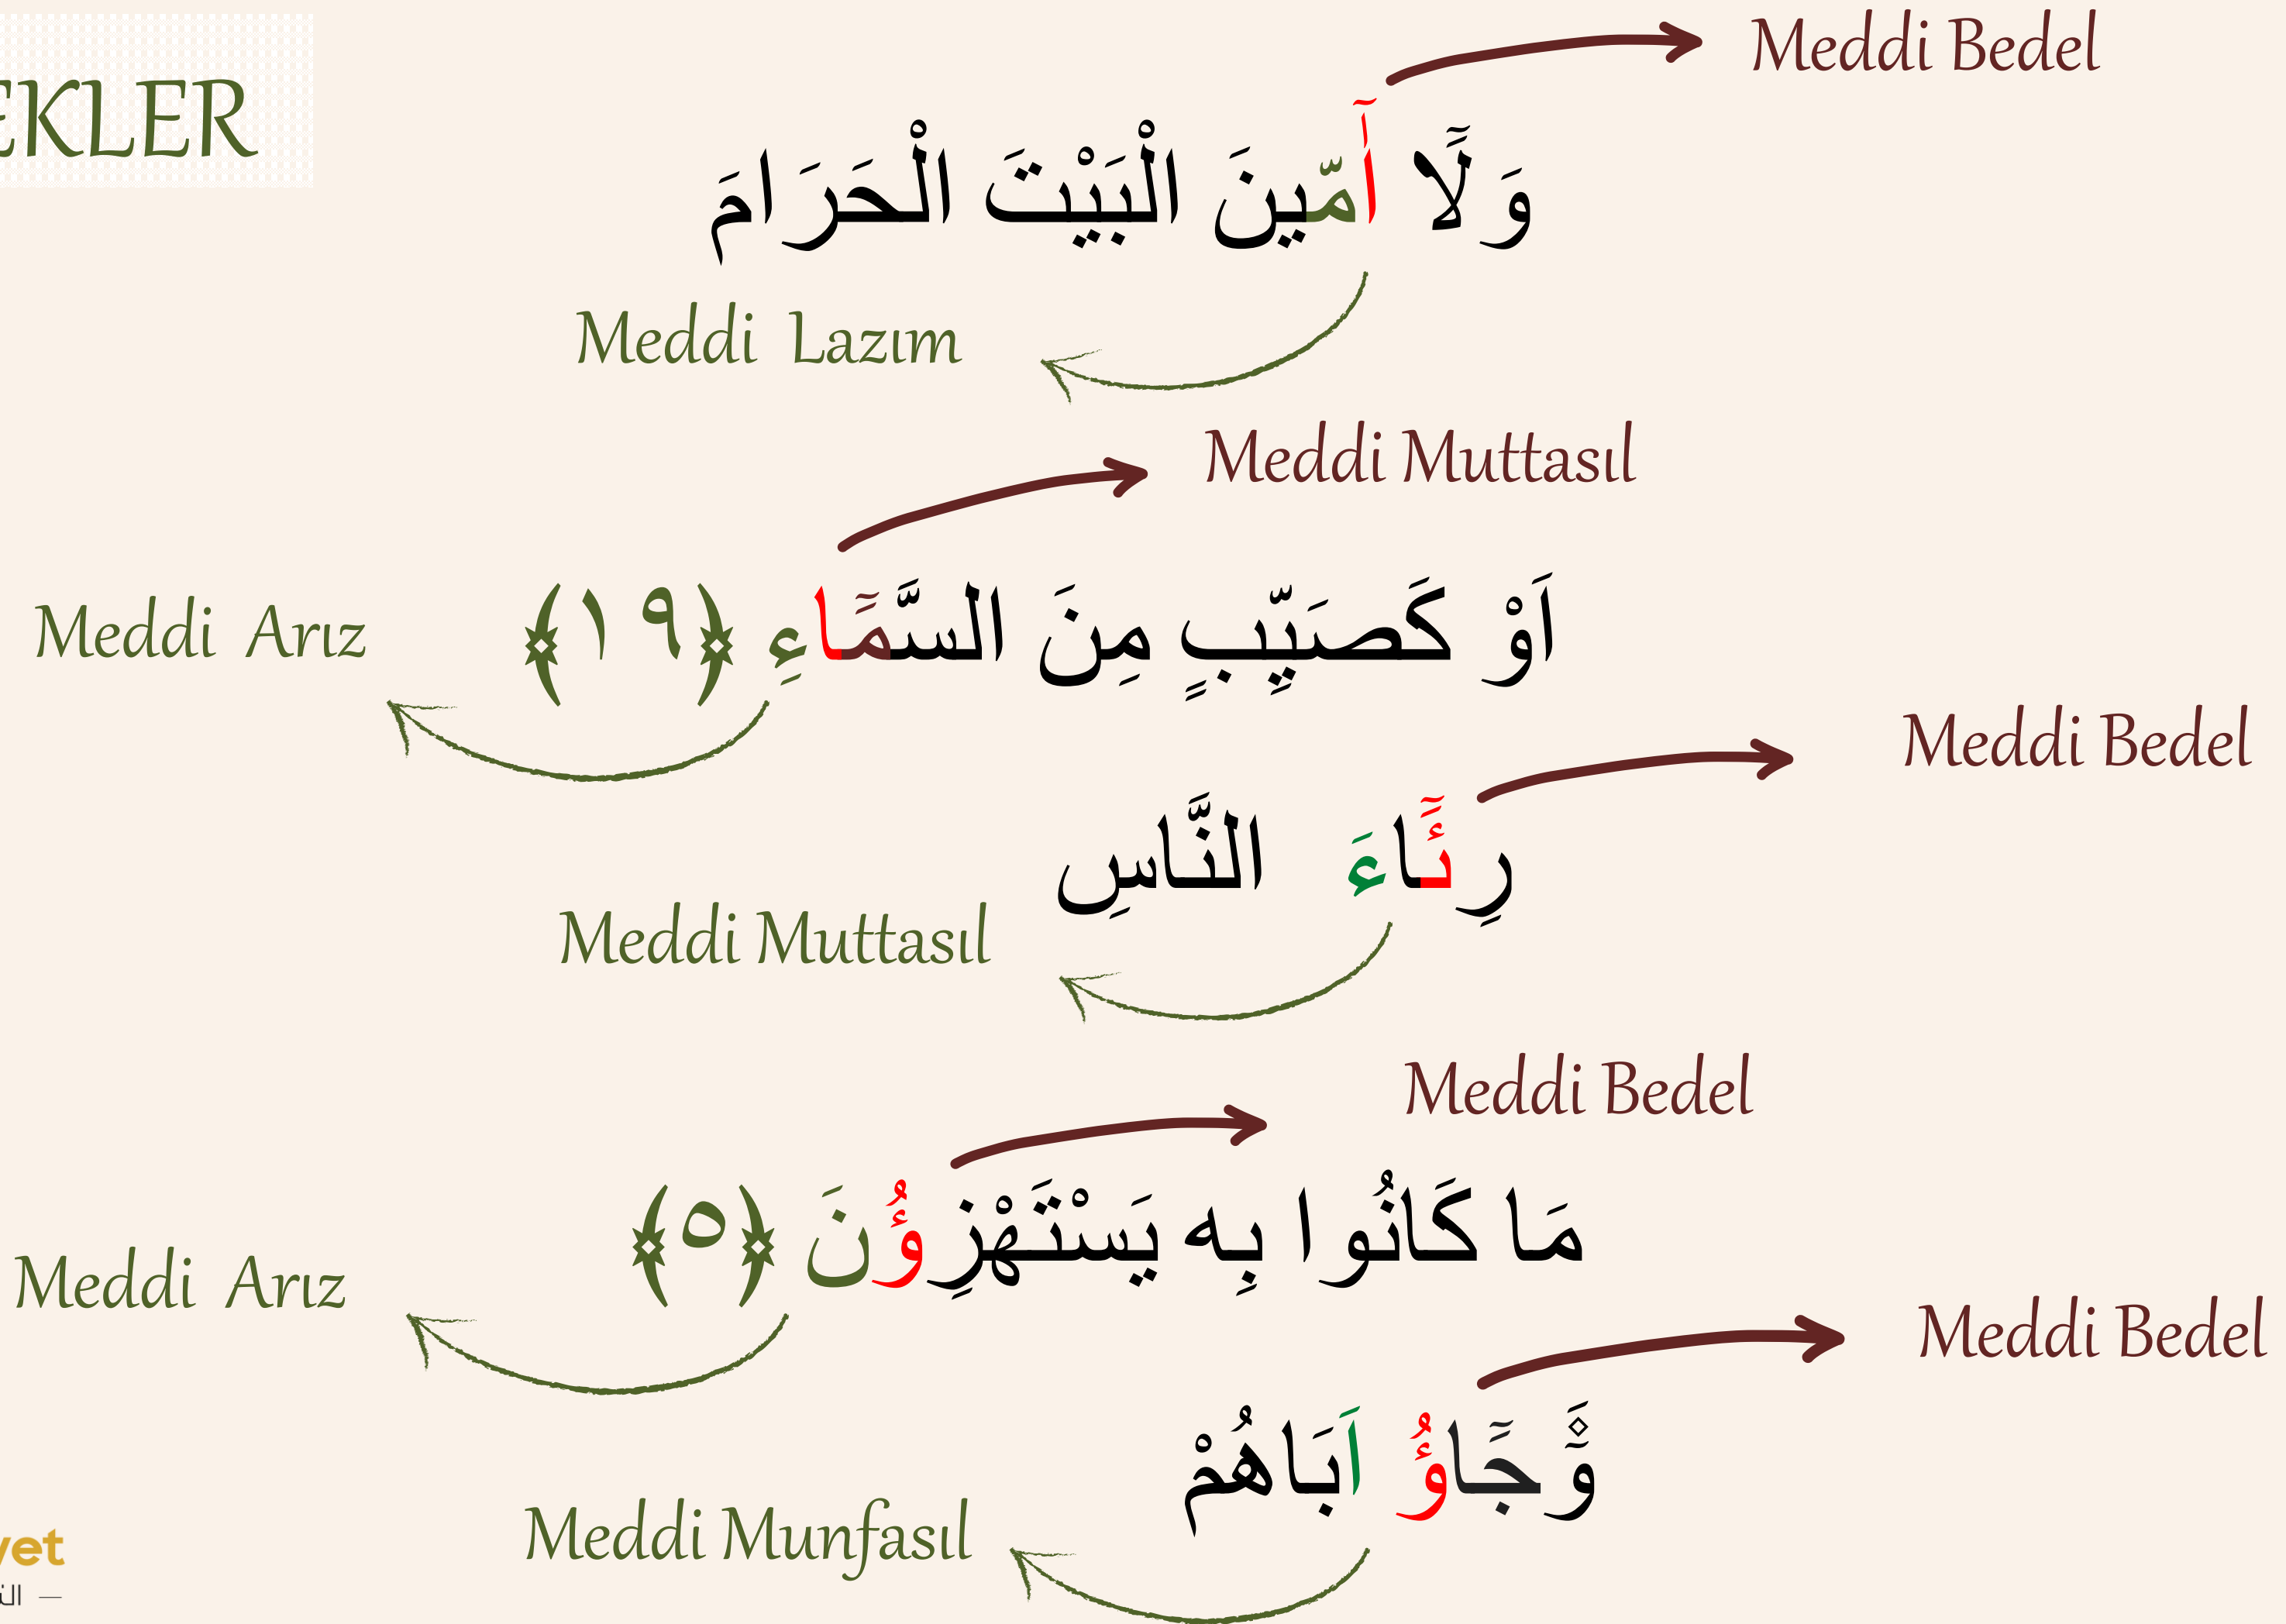 EKLER
Meddi Bedel
وَلَٓا أَٓمّ۪ينَ الْبَيْتَ الْحَرَامَ
Meddi Lazım
Meddi Muttasıl
اَوْ كَصَيِّبٍ مِنَ السَّمَٓاءِ ﴿١٩﴾
Meddi Arız
Meddi Bedel
رِئَٓاءَ النَّاسِ
Meddi Muttasıl
Meddi Bedel
مَا كَانُوا بِه يَسْتَهْزِؤُنَ ﴿٥﴾
Meddi Arız
Meddi Bedel
وَجَٓاؤُ اَبَاهُمْ
Meddi Munfasıl
yet